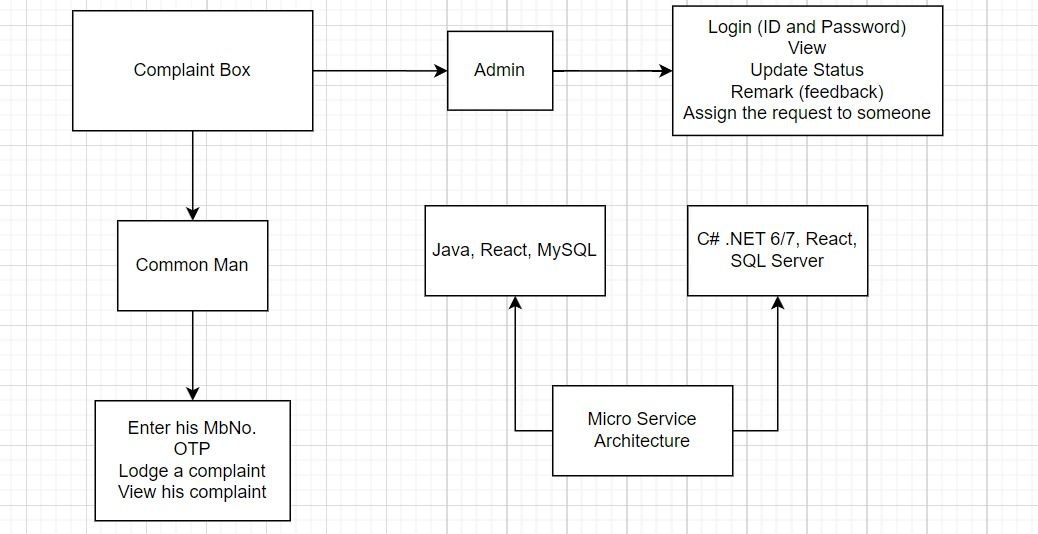 Complaint Box
Admin
Login (ID and Password)
View
Update Status
Remark (feedback)
Assign the request to someone
Common Man
Java, React, MySQL
C# .NET 6/7, React,
SQL Server
Enter his MbNo.
OTP
Lodge a complaint
View his complaint
Micro Service
Architecture